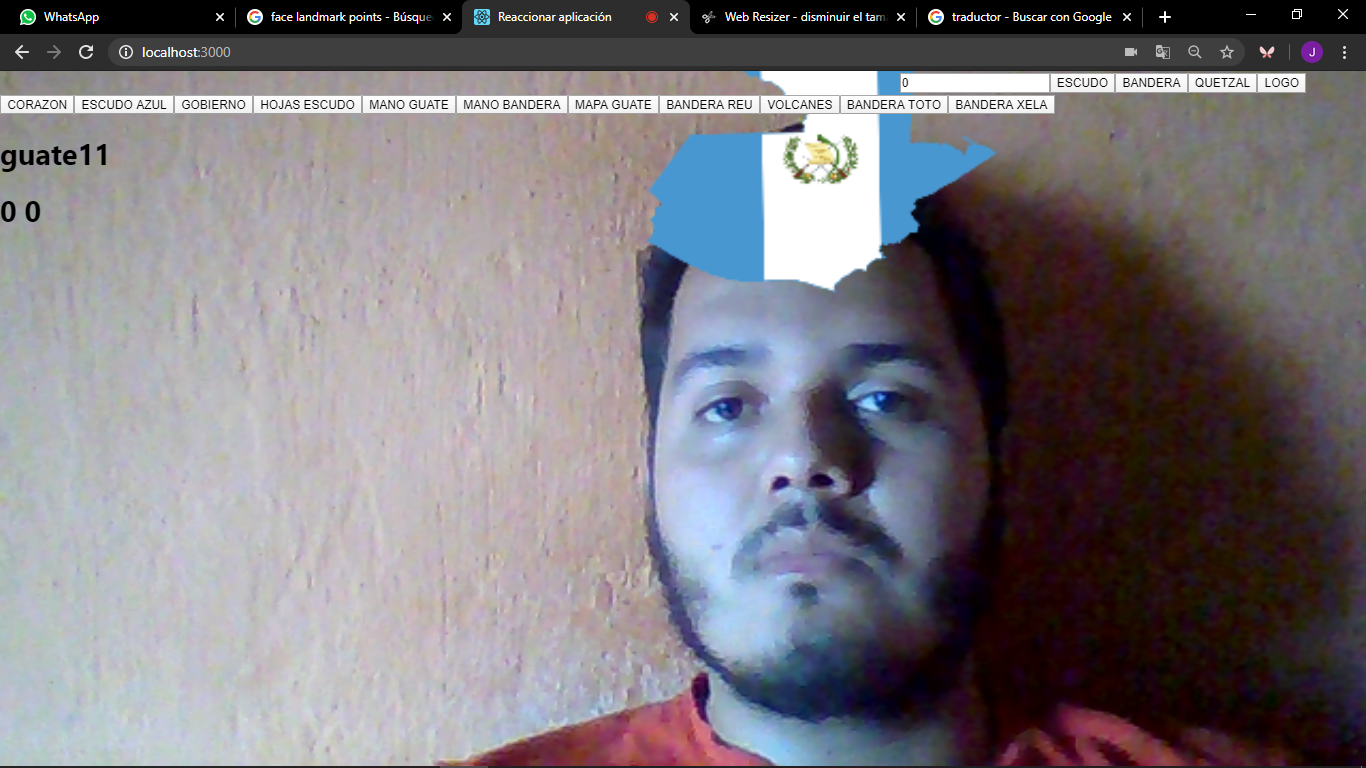 WhatsApp
face landmark points - Búsque
Reaccionar aplicación
Web Resizer - disminuir el tam
traductor - Buscar con Google
localhost:3000
J
0
ESCUDO
BANDERA
QUETZAL
LOGO
CORAZON
ESCUDO AZUL
GOBIERNO
HOJAS ESCUDO
MANO GUATE
MANO BANDERA
MAPA GUATE
BANDERA REU
VOLCANES
BANDERA TOTO
BANDERA XELA
guate11
0 0